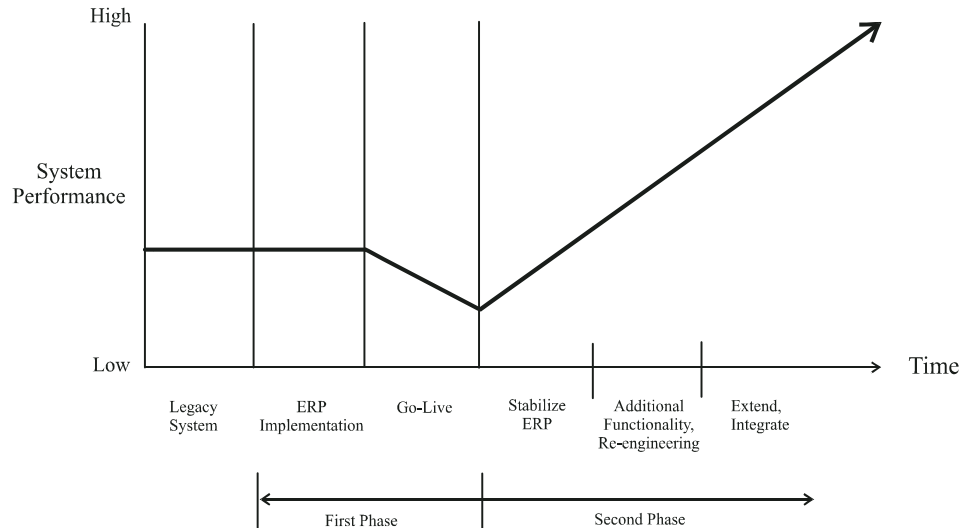 High
System
Performance
Low
Time
Legacy
System
ERP
Implementation
Go-Live
Stabilize
ERP
Additional
Functionality,
Re-engineering
Extend,
Integrate
First Phase
Second Phase